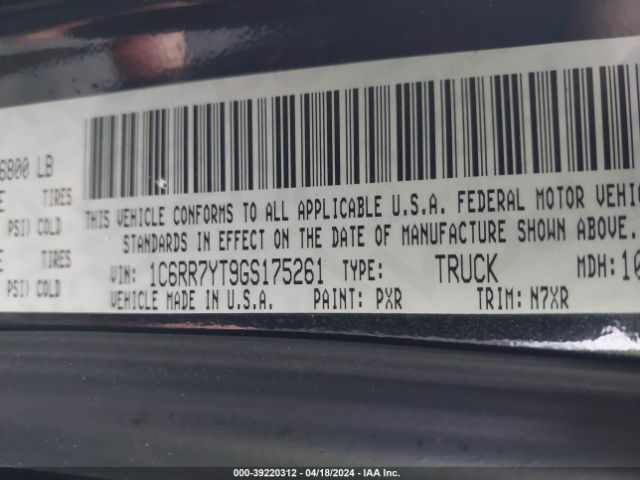 6800 LB
TIRES
PSI) COLD
TIRES
PSI) COLD
THIS VEHICLE CONFORMS TO ALL APPLICABLE U.S.A. FEDERAL MOTOR VEHIC
STANDARDS IN EFFECT ON THE DATE OF MANUFACTURE SHOWN ABOVE.
VIN: 1C6RR7YT9GS175261 TYPE: TRUCK MDH: 10
VEHICLE MADE IN U.S.A. PAINT: PXR TRIM: N7XR
000-39220312 - 04/18/2024 - IAA Inc.